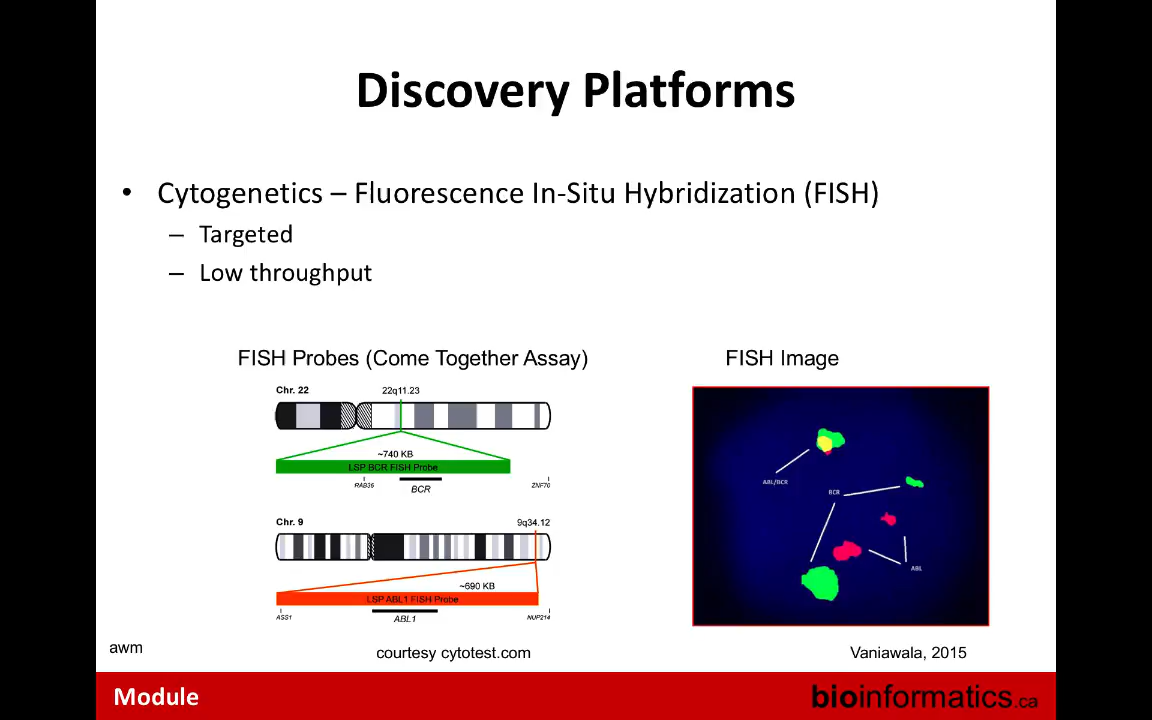 Discovery Platforms
• Cytogenetics – Fluorescence In-Situ Hybridization (FISH)
– Targeted
– Low throughput
FISH Probes (Come Together Assay)
Chr. 22
22q11.23
~740 KB
LSP BCR FISH Probe
RAB36
BCR
ZNF70
Chr. 9
9q34.12
~690 KB
LSP ABL1 FISH Probe
ASS1
ABL1
NUP214
courtesy cytotest.com
FISH Image
ABL/BCR
BCR
ABL
Vaniawala, 2015
awm
Module
bioinformatics.ca